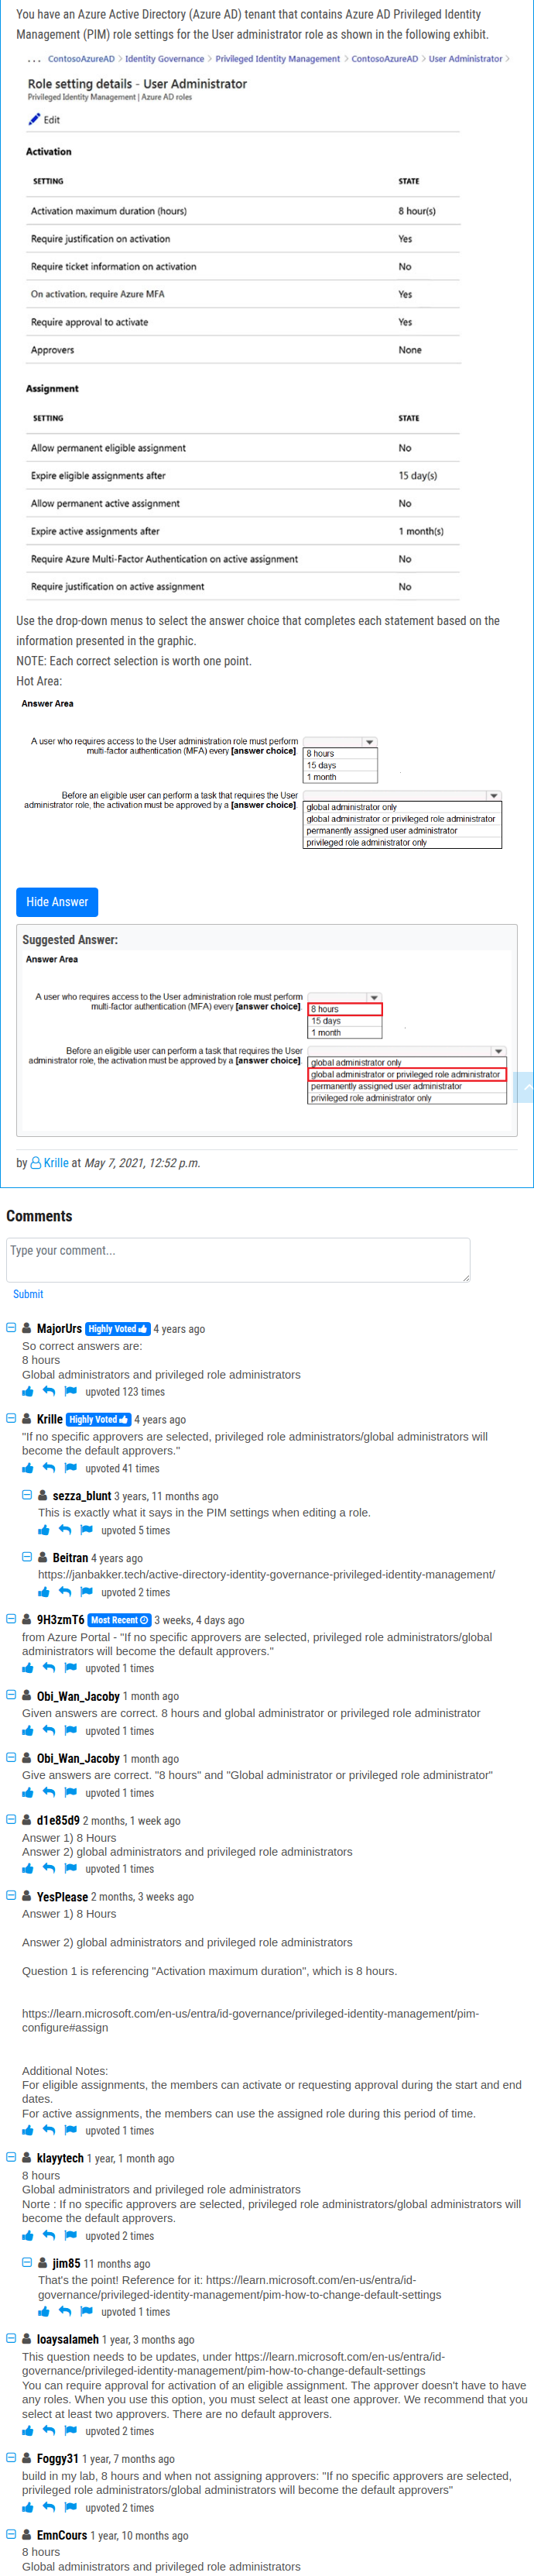 You have an Azure Active Directory (Azure AD) tenant that contains Azure AD Privileged Identity
Management (PIM) role settings for the User administrator role as shown in the following exhibit.
... ContosoAzureAD > Identity Governance > Privileged Identity Management > ContosoAzureAD > User Administrator >
Role setting details - User Administrator
Privileged Identity Management | Azure AD roles
Edit
Activation
SETTING STATE
Activation maximum duration (hours) 8 hour(s)
Require justification on activation Yes
Require ticket information on activation No
On activation, require Azure MFA Yes
Require approval to activate Yes
Approvers None
Assignment
SETTING STATE
Allow permanent eligible assignment No
Expire eligible assignments after 15 day(s)
Allow permanent active assignment No
Expire active assignments after 1 month(s)
Require Azure Multi-Factor Authentication on active assignment No
Require justification on active assignment No
Use the drop-down menus to select the answer choice that completes each statement based on the
information presented in the graphic.
NOTE: Each correct selection is worth one point.
Hot Area:
Answer Area
A user who requires access to the User administration role must perform
multi-factor authentication (MFA) every [answer choice].
8 hours
15 days
1 month
Before an eligible user can perform a task that requires the User
administrator role, the activation must be approved by a [answer choice].
global administrator only
global administrator or privileged role administrator
permanently assigned user administrator
privileged role administrator only
Hide Answer
Suggested Answer:
Answer Area
A user who requires access to the User administration role must perform
multi-factor authentication (MFA) every [answer choice].
8 hours
15 days
1 month
Before an eligible user can perform a task that requires the User
administrator role, the activation must be approved by a [answer choice].
global administrator only
global administrator or privileged role administrator
permanently assigned user administrator
privileged role administrator only
by Krille at May 7, 2021, 12:52 p.m.
Comments
Type your comment...
Submit
MajorUrs Highly Voted 4 years ago
So correct answers are:
8 hours
Global administrators and privileged role administrators
upvoted 123 times
Krille Highly Voted 4 years ago
"If no specific approvers are selected, privileged role administrators/global administrators will
become the default approvers."
upvoted 41 times
sezza_blunt 3 years, 11 months ago
This is exactly what it says in the PIM settings when editing a role.
upvoted 5 times
Beitran 4 years ago
https://janbakker.tech/active-directory-identity-governance-privileged-identity-management/
upvoted 2 times
9H3zmT6 Most Recent 3 weeks, 4 days ago
from Azure Portal - "If no specific approvers are selected, privileged role administrators/global
administrators will become the default approvers."
upvoted 1 times
Obi_Wan_Jacoby 1 month ago
Given answers are correct. 8 hours and global administrator or privileged role administrator
upvoted 1 times
Obi_Wan_Jacoby 1 month ago
Give answers are correct. "8 hours" and "Global administrator or privileged role administrator"
upvoted 1 times
d1e85d9 2 months, 1 week ago
Answer 1) 8 Hours
Answer 2) global administrators and privileged role administrators
upvoted 1 times
YesPlease 2 months, 3 weeks ago
Answer 1) 8 Hours
Answer 2) global administrators and privileged role administrators
Question 1 is referencing "Activation maximum duration", which is 8 hours.
https://learn.microsoft.com/en-us/entra/id-governance/privileged-identity-management/pim-
configure#assign
Additional Notes:
For eligible assignments, the members can activate or requesting approval during the start and end
dates.
For active assignments, the members can use the assigned role during this period of time.
upvoted 1 times
klayytech 1 year, 1 month ago
8 hours
Global administrators and privileged role administrators
Norte : If no specific approvers are selected, privileged role administrators/global administrators will
become the default approvers.
upvoted 2 times
jim85 11 months ago
That's the point! Reference for it: https://learn.microsoft.com/en-us/entra/id-
governance/privileged-identity-management/pim-how-to-change-default-settings
upvoted 1 times
loaysalameh 1 year, 3 months ago
This question needs to be updates, under https://learn.microsoft.com/en-us/entra/id-
governance/privileged-identity-management/pim-how-to-change-default-settings
You can require approval for activation of an eligible assignment. The approver doesn't have to have
any roles. When you use this option, you must select at least one approver. We recommend that you
select at least two approvers. There are no default approvers.
upvoted 2 times
Foggy31 1 year, 7 months ago
build in my lab, 8 hours and when not assigning approvers: "If no specific approvers are selected,
privileged role administrators/global administrators will become the default approvers"
upvoted 2 times
EmnCours 1 year, 10 months ago
8 hours
Global administrators and privileged role administrators